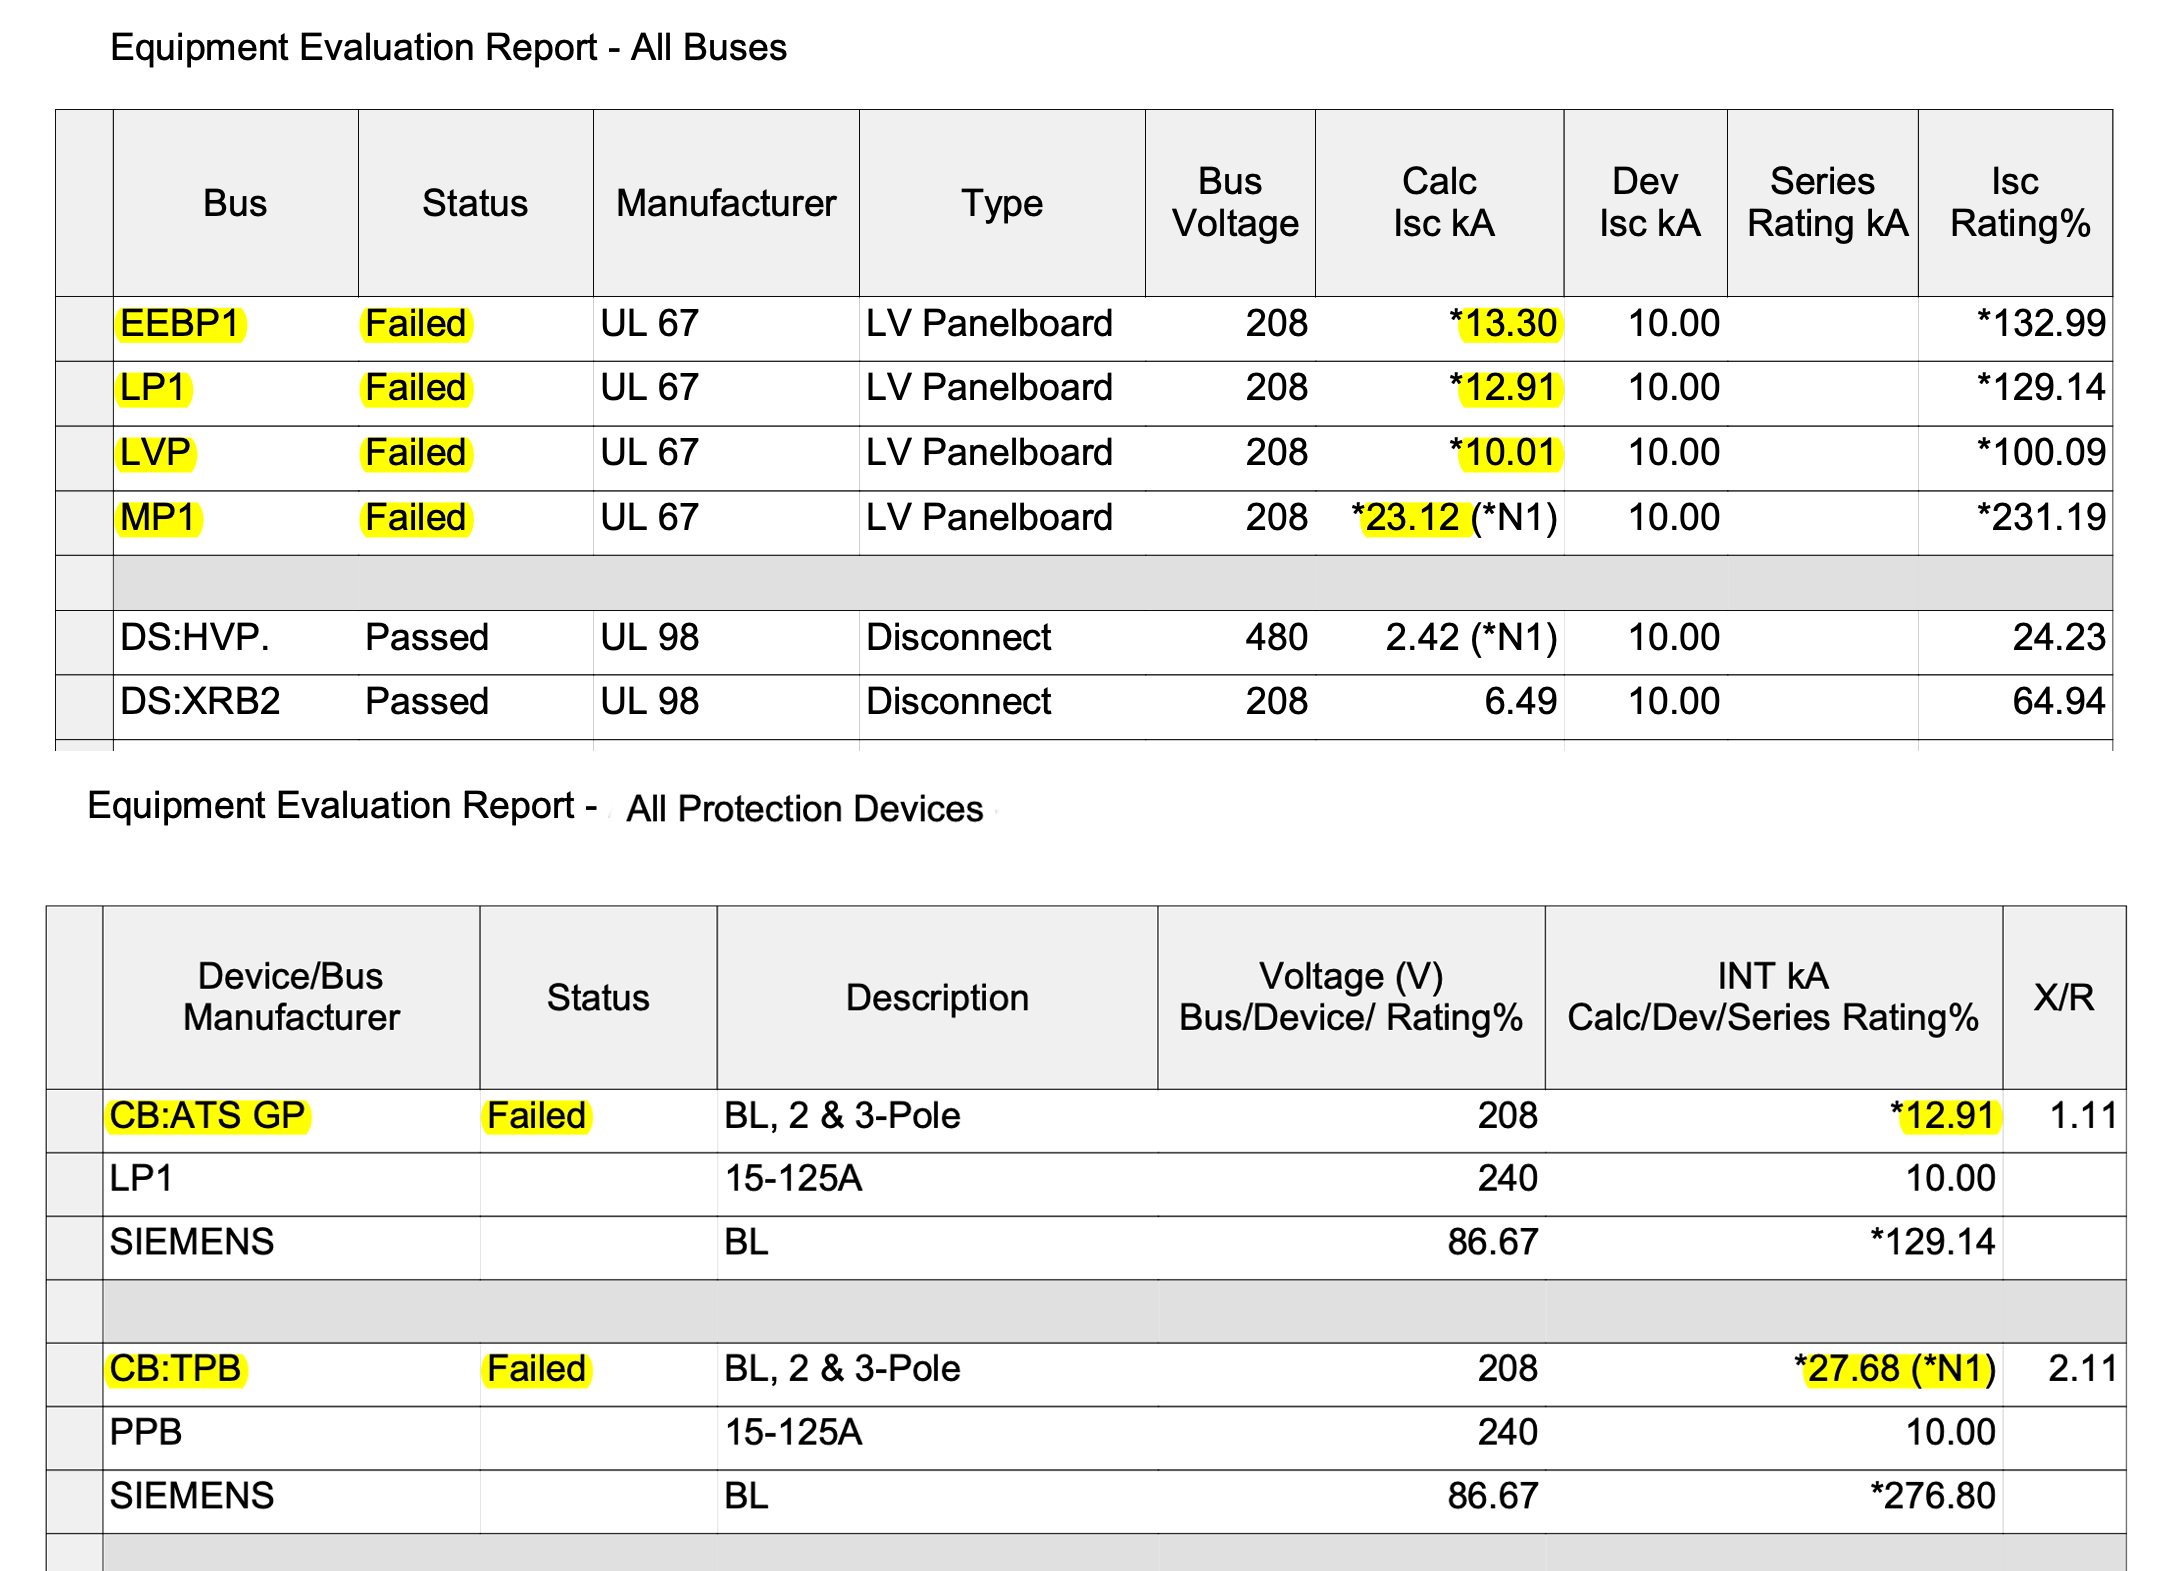 Equipment Evaluation Report - All Buses
Bus Status Manufacturer Type Bus Voltage Calc Isc kA Dev Isc kA Series Rating kA Isc Rating%
EEBP1 Failed UL 67 LV Panelboard 208 *13.30 10.00 *132.99
LP1 Failed UL 67 LV Panelboard 208 *12.91 10.00 *129.14
LVP Failed UL 67 LV Panelboard 208 *10.01 10.00 *100.09
MP1 Failed UL 67 LV Panelboard 208 *23.12 (*N1) 10.00 *231.19
DS:HVP. Passed UL 98 Disconnect 480 2.42 (*N1) 10.00 24.23
DS:XRB2 Passed UL 98 Disconnect 208 6.49 10.00 64.94
Equipment Evaluation Report - All Protection Devices
Device/Bus Manufacturer Status Description Voltage (V) Bus/Device/ Rating% INT kA Calc/Dev/Series Rating% X/R
CB:ATS GP Failed BL, 2 & 3-Pole 208 *12.91 1.11
LP1 15-125A 240 10.00
SIEMENS BL 86.67 *129.14
CB:TPB Failed BL, 2 & 3-Pole 208 *27.68 (*N1) 2.11
PPB 15-125A 240 10.00
SIEMENS BL 86.67 *276.80